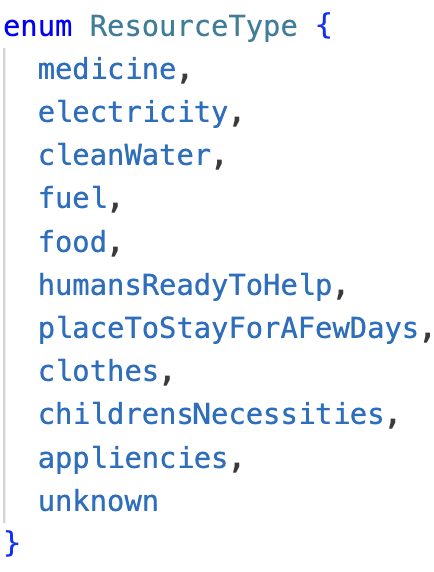 enum ResourceType {
medicine,
electricity,
cleanWater,
fuel,
food,
humansReadyToHelp,
placeToStayForAFewDays,
clothes,
childrensNecessities,
appliencies,
unknown
}